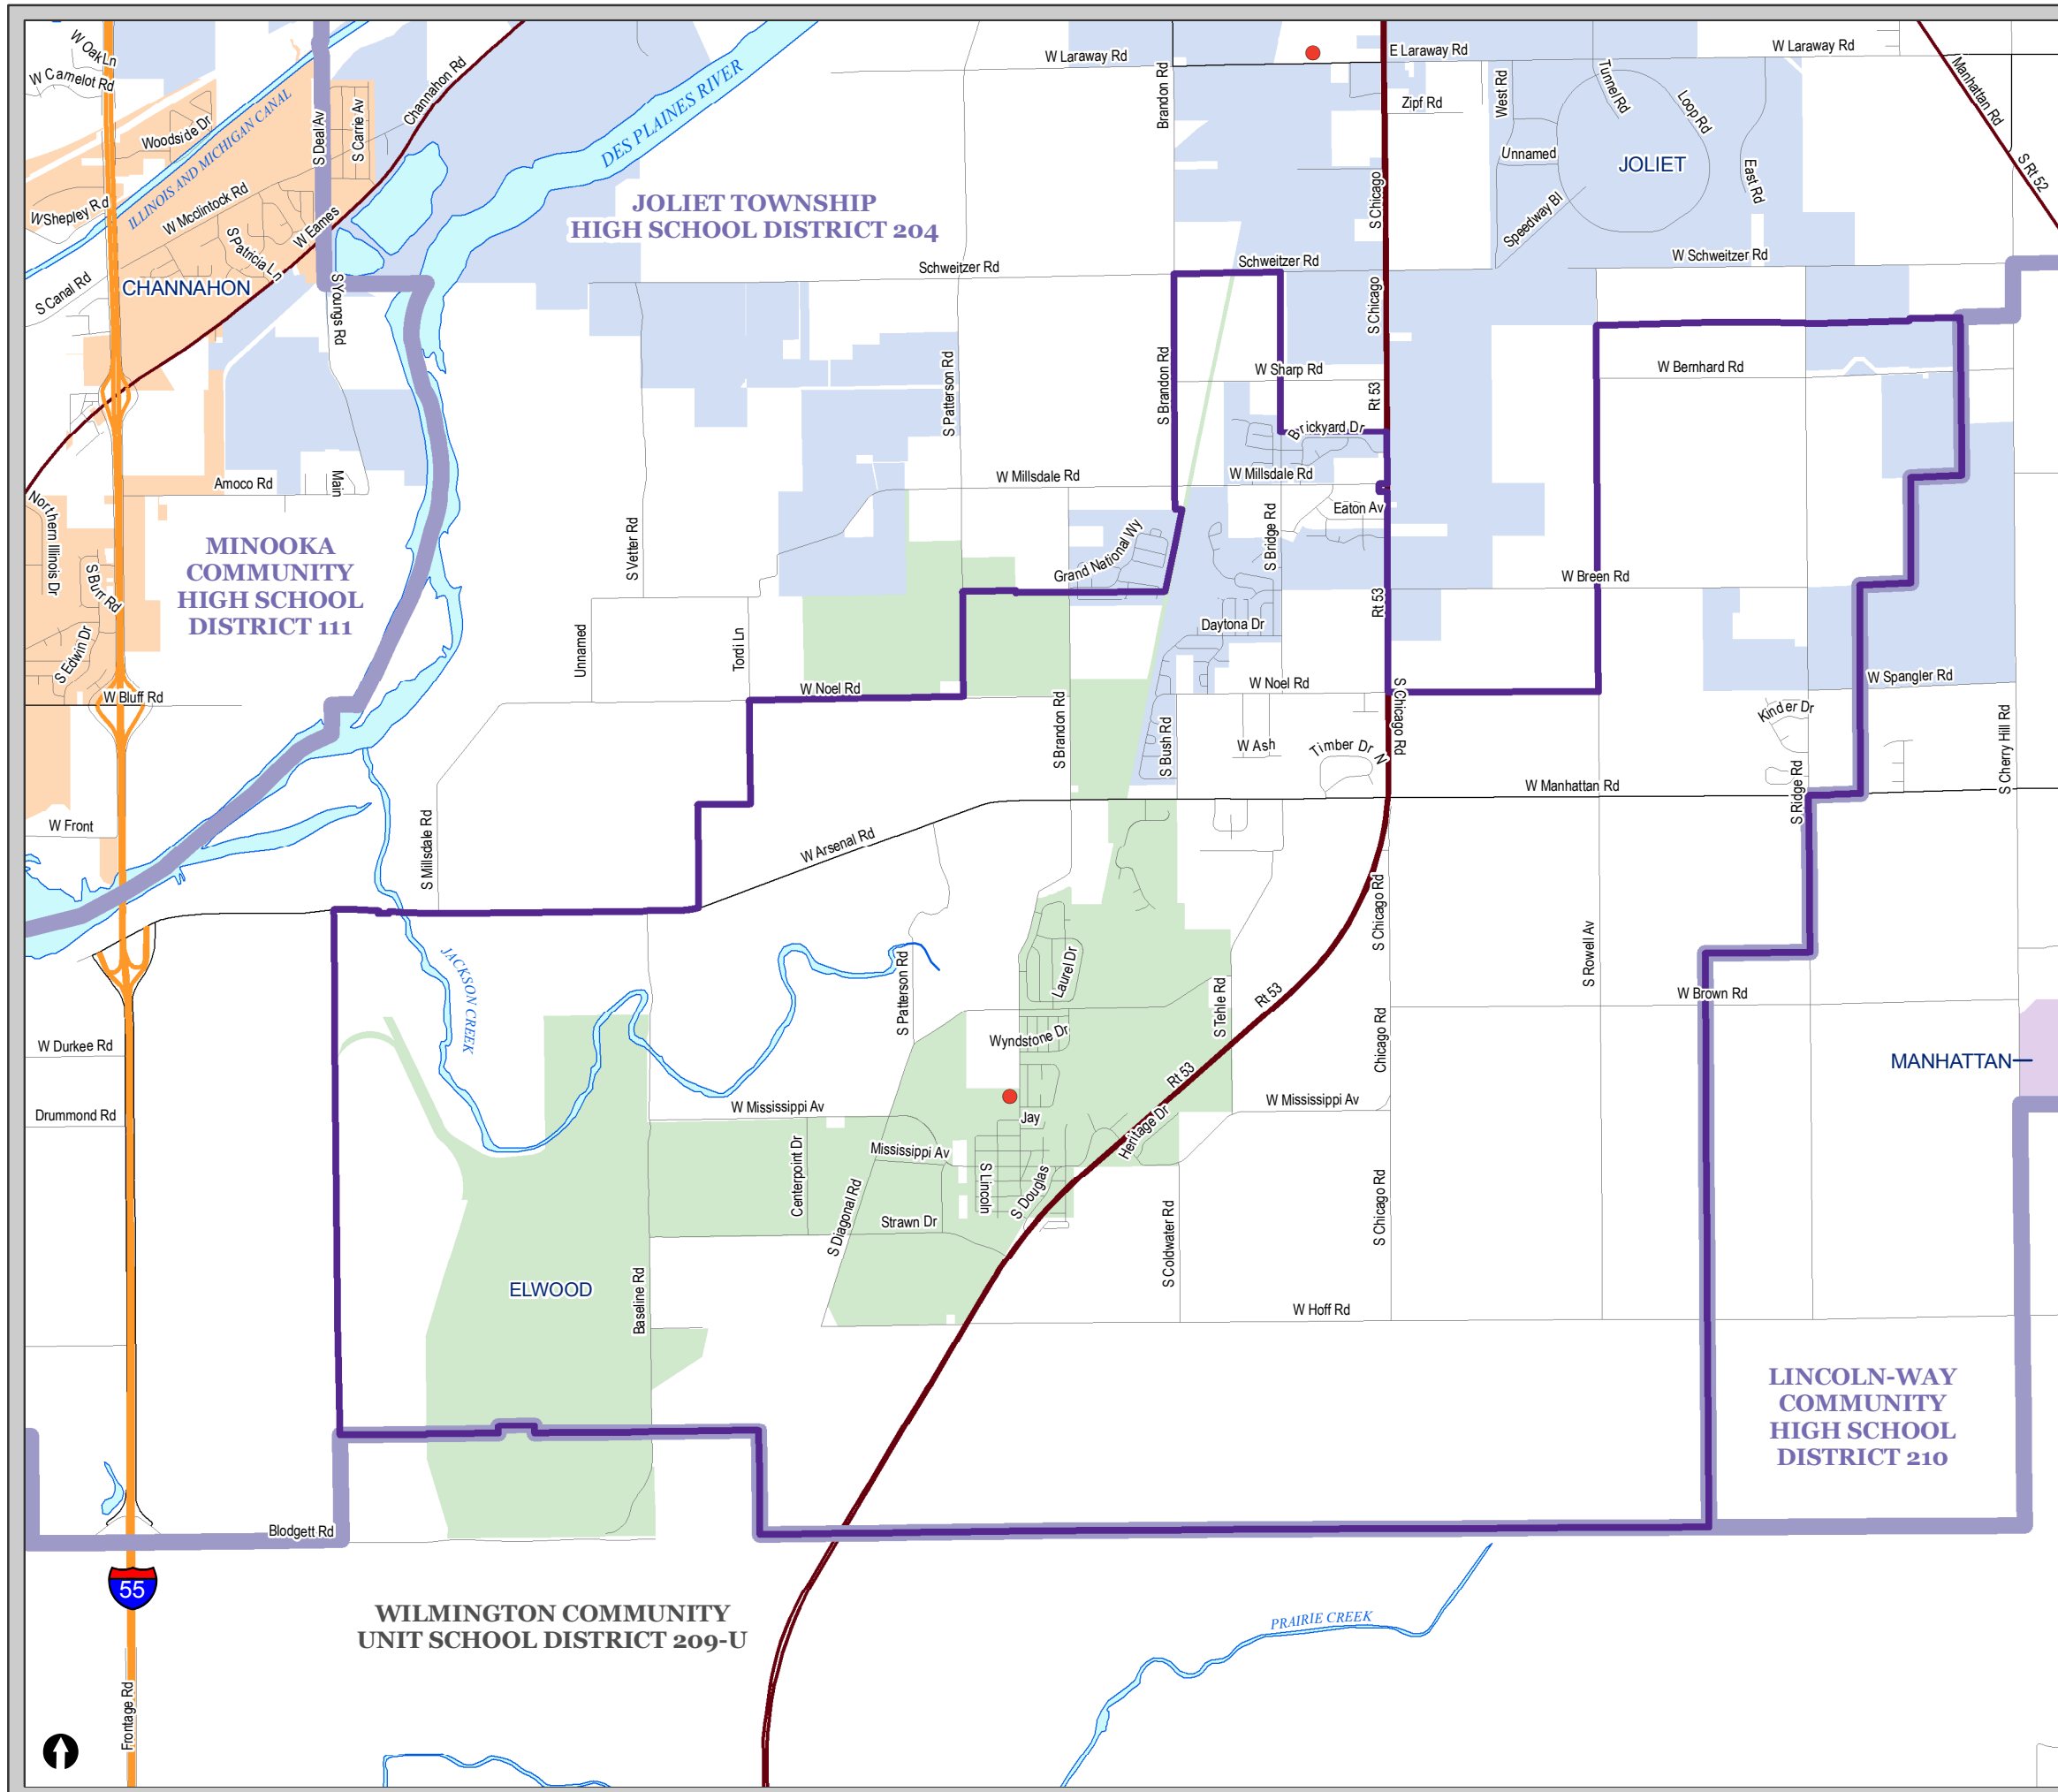 W Oak Ln
W Camelot Rd
Woodside Dr
ILLINOIS AND MICHIGAN CANAL
S Deal Av
S Carrie Av
Channahon Rd
DES PLAINES RIVER
W Laraway Rd
Brandon Rd
E Laraway Rd
Zipf Rd
West Rd
Tunnel Rd
Loop Rd
W Laraway Rd
Manhattan Rd
S Rt 52
Unnamed
JOLIET
East Rd
Speedway Bl
S Chicago
W Shepley Rd
W Mcclintock Rd
S Patricia Ln
W Eames
S Canal Rd
CHANNAHON
S Youngs Rd
JOLIET TOWNSHIP
HIGH SCHOOL DISTRICT 204
Schweitzer Rd
Schweitzer Rd
W Schweitzer Rd
S Chicago
S Patterson Rd
S Brandon Rd
W Sharp Rd
Rt 53
W Bernhard Rd
Brickyard Dr
W Millsdale Rd
W Millsdale Rd
Amoco Rd
Main
Northern Illinois Dr
S Burr Rd
S Edwin Dr
MINOOKA
COMMUNITY
HIGH SCHOOL
DISTRICT 111
S Vetter Rd
Grand National Wy
S Bridge Rd
Eaton Av
W Breen Rd
Rt 53
Unnamed
Tordi Ln
Daytona Dr
W Bluff Rd
W Noel Rd
W Noel Rd
S Chicago Rd
W Spangler Rd
Kinder Dr
S Cherry Hill Rd
S Brandon Rd
S Bush Rd
W Ash
Timber Dr N
W Manhattan Rd
S Ridge Rd
W Front
S Millsdale Rd
W Arsenal Rd
S Chicago Rd
S Rowell Av
JACKSON CREEK
S Patterson Rd
Laurel Dr
S Tehle Rd
Rt 53
W Brown Rd
W Durkee Rd
Wyndstone Dr
Chicago Rd
MANHATTAN
Rt 53
Drummond Rd
W Mississippi Av
Jay
Heritage Dr
W Mississippi Av
Centerpoint Dr
Mississippi Av
S Lincoln
S Douglas
S Diagonal Rd
Strawn Dr
S Coldwater Rd
S Chicago Rd
ELWOOD
Baseline Rd
W Hoff Rd
LINCOLN-WAY
COMMUNITY
HIGH SCHOOL
DISTRICT 210
Blodgett Rd
55
WILMINGTON COMMUNITY
UNIT SCHOOL DISTRICT 209-U
PRAIRIE CREEK
Frontage Rd